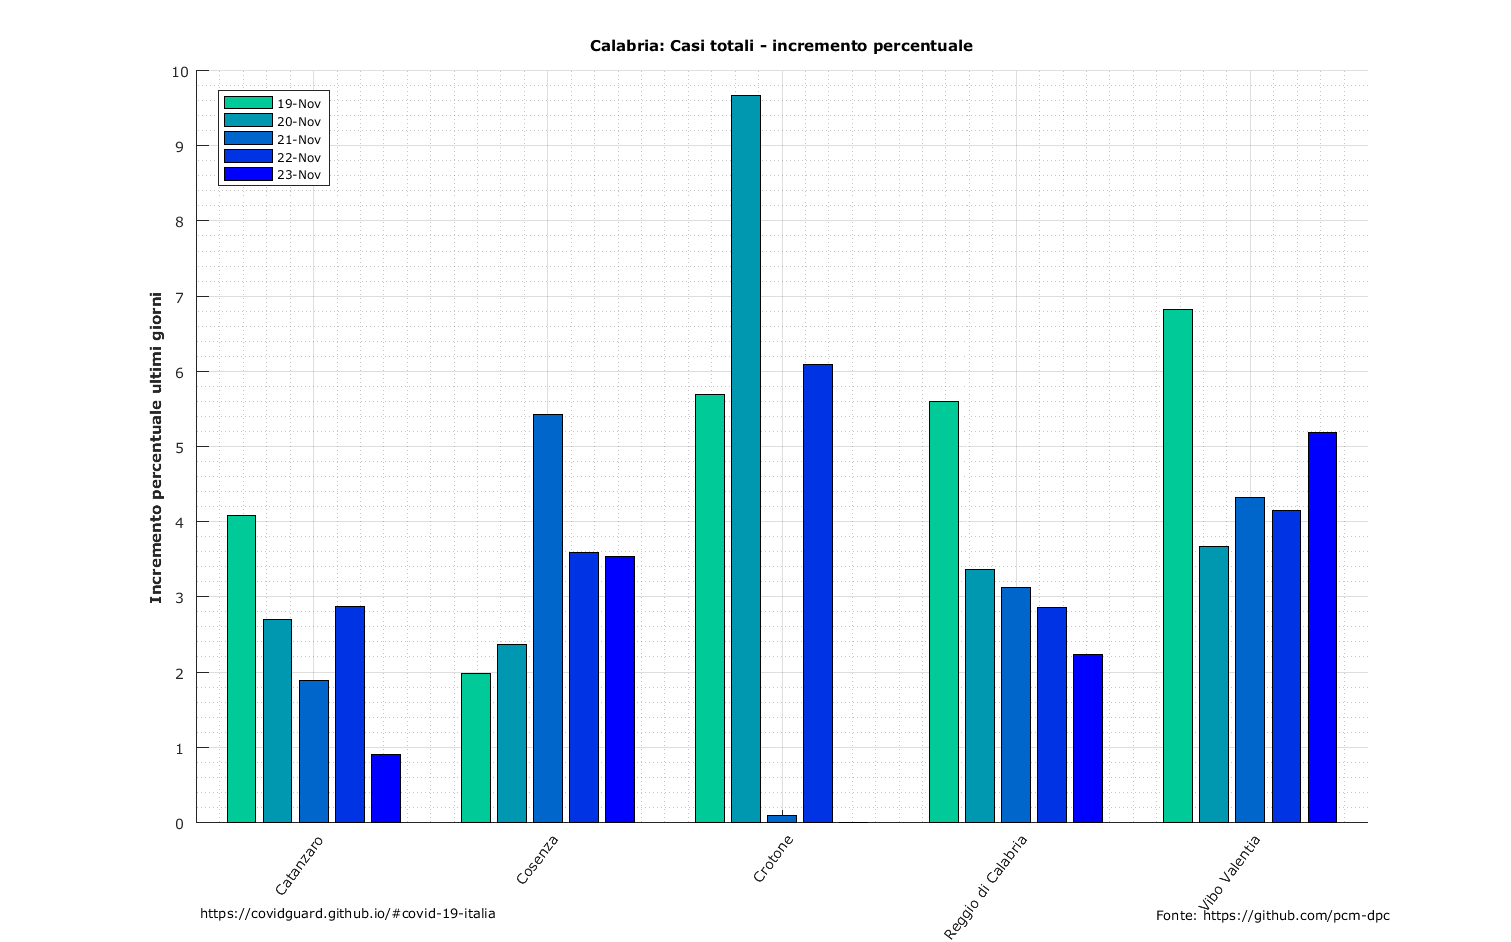 Calabria: Casi totali - incremento percentuale
10
9
8
7
6
5
4
3
2
1
0
Incremento percentuale ultimi giorni
19-Nov
20-Nov
21-Nov
22-Nov
23-Nov
Catanzaro
Cosenza
Crotone
Reggio di Calabria
Vibo Valentia
https://covidguard.github.io/#covid-19-italia
Fonte: https://github.com/pcm-dpc